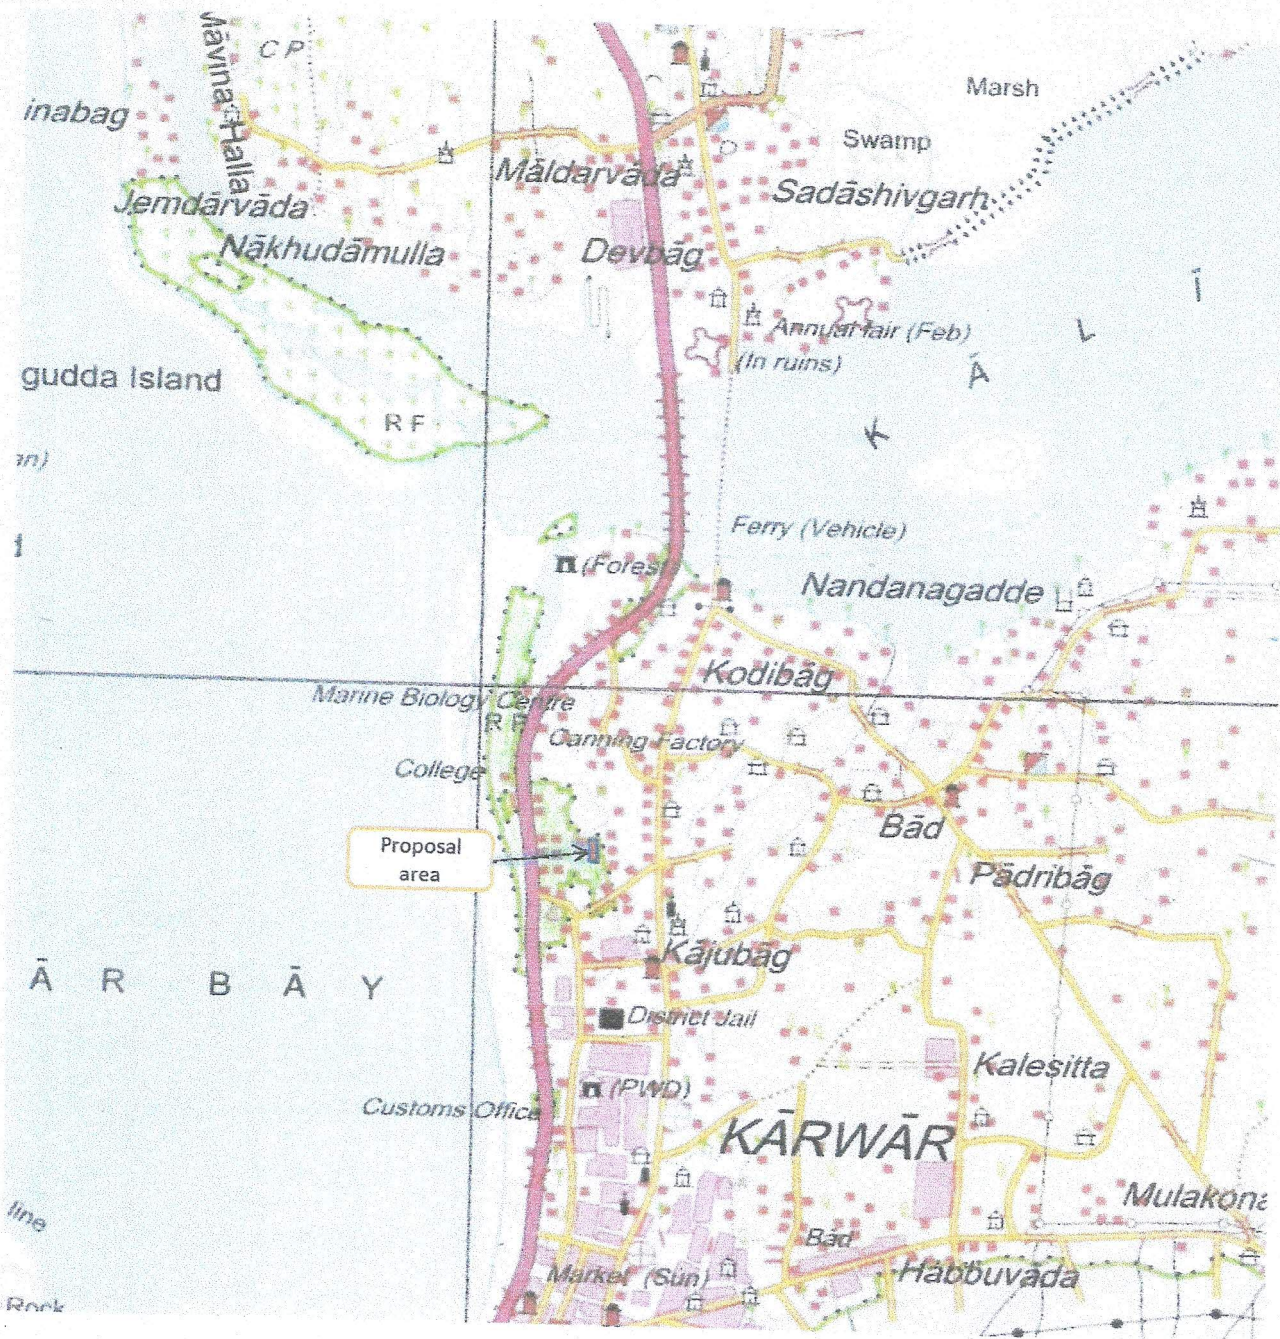 Māvina Halla
C P
Marsh
inabag
Swamp
Māldarvāda
Sadāshivgarh
Jemdārvāda
Nākhudāmulla
Devbāg
Ī
L
Annual fair (Feb)
(In ruins)
gudda Island
Ā
R F
K
an)
Ferry (Vehicle)
(Forest
Nandanagadde
Kodibāg
Marine Biology Centre
R F
Canning Factory
College
Bād
Proposal
area
Pādribāg
Kājubāg
Ā R B Ā Y
District Jail
Kalesitta
(PWD)
Customs Office
KĀRWĀR
Mulakona
line
Bād
Market (Sun)
Habbuvāda
Rock